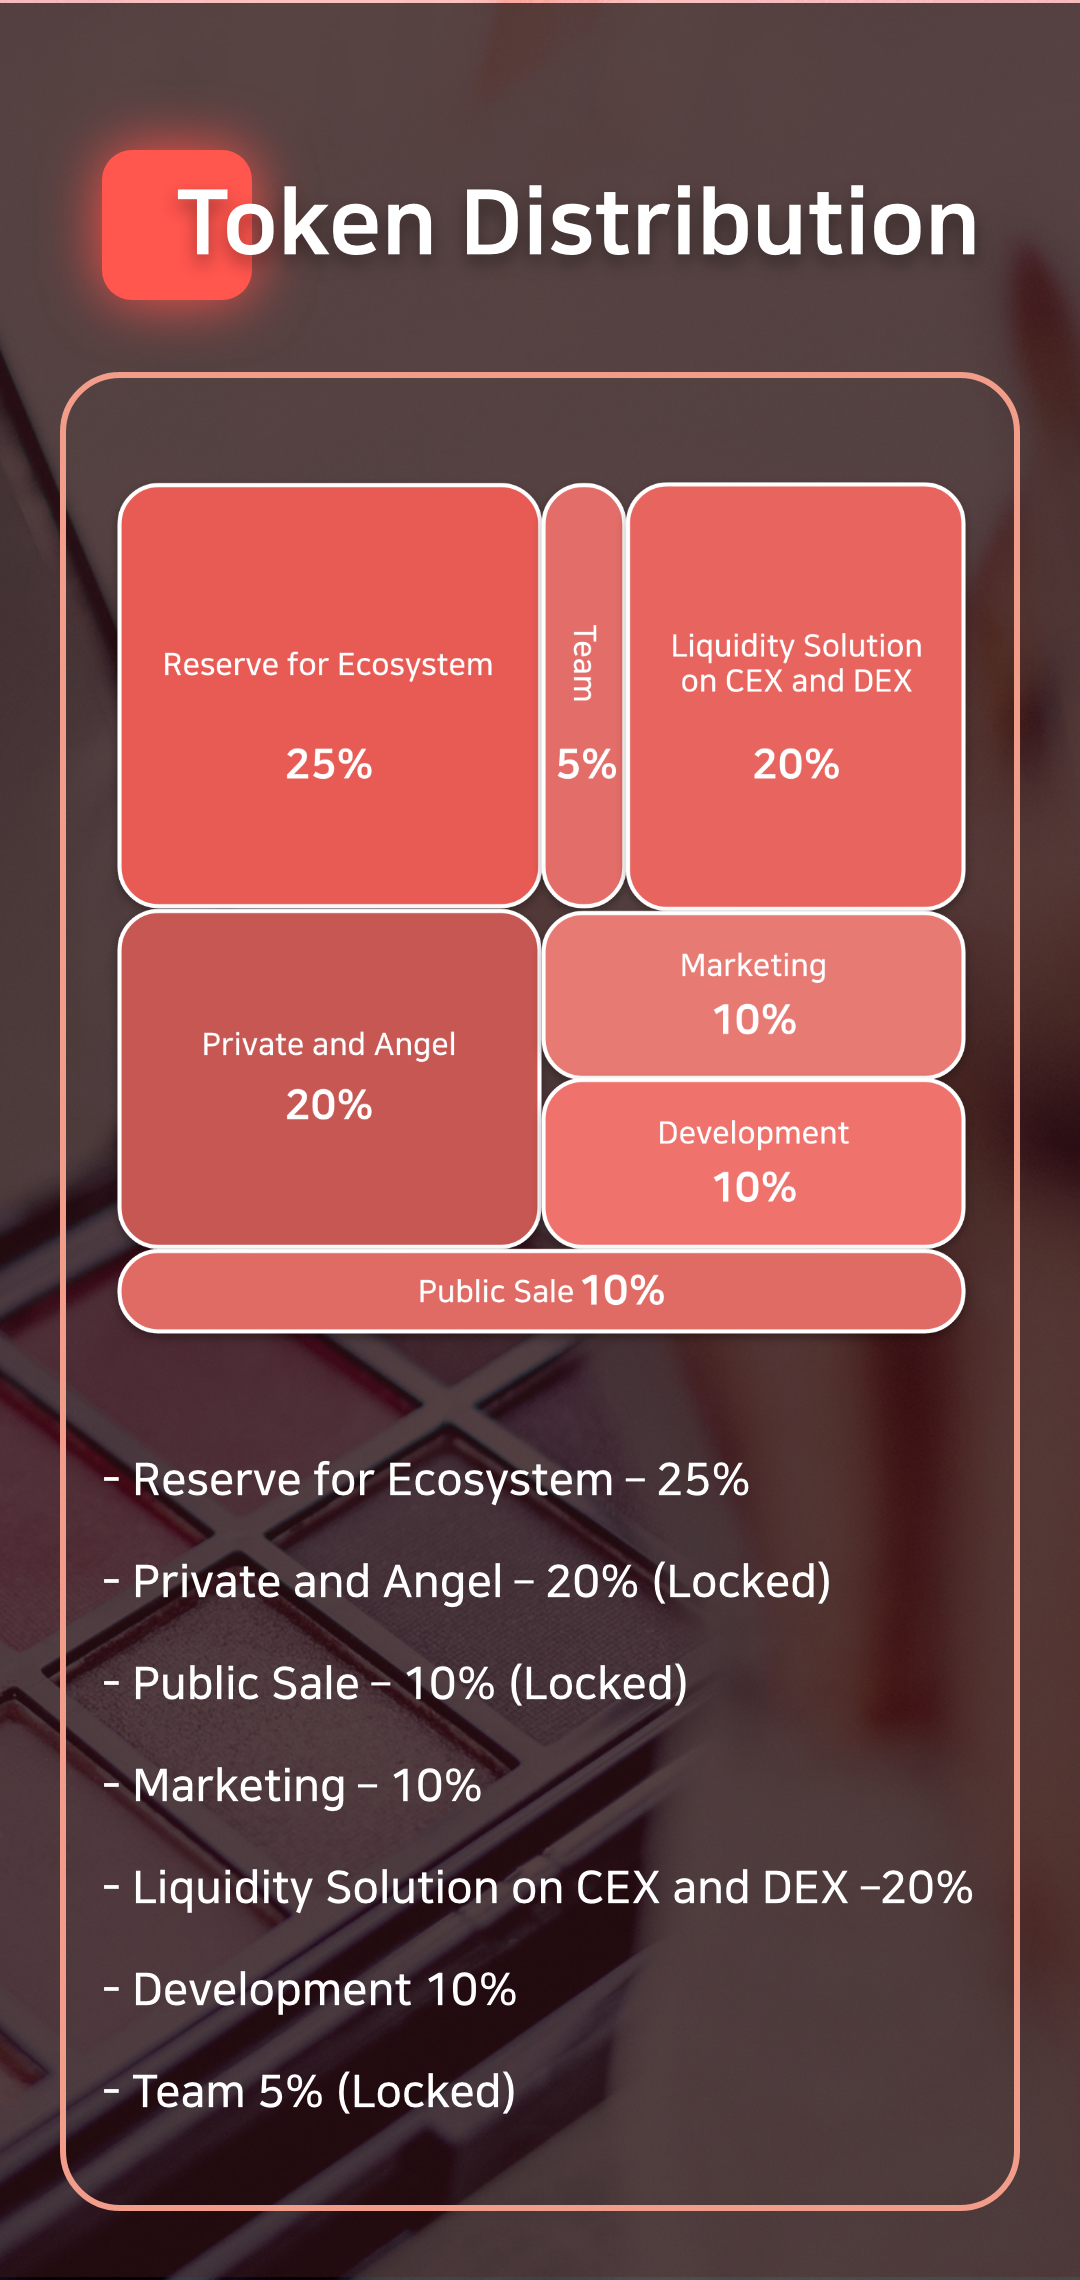 Token Distribution
Reserve for Ecosystem
25%
Team
5%
Liquidity Solution
on CEX and DEX
20%
Private and Angel
20%
Marketing
10%
Development
10%
Public Sale 10%
- Reserve for Ecosystem – 25%
- Private and Angel – 20% (Locked)
- Public Sale – 10% (Locked)
- Marketing – 10%
- Liquidity Solution on CEX and DEX –20%
- Development 10%
- Team 5% (Locked)